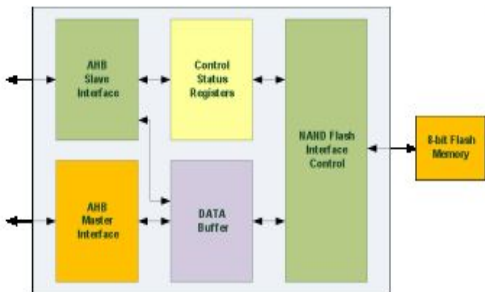 AHB
Slave
Interface
Control
Status
Registers
NAND Flash
Interface
Control
8-bit Flash
Memory
AHB
Master
Interface
DATA
Buffer